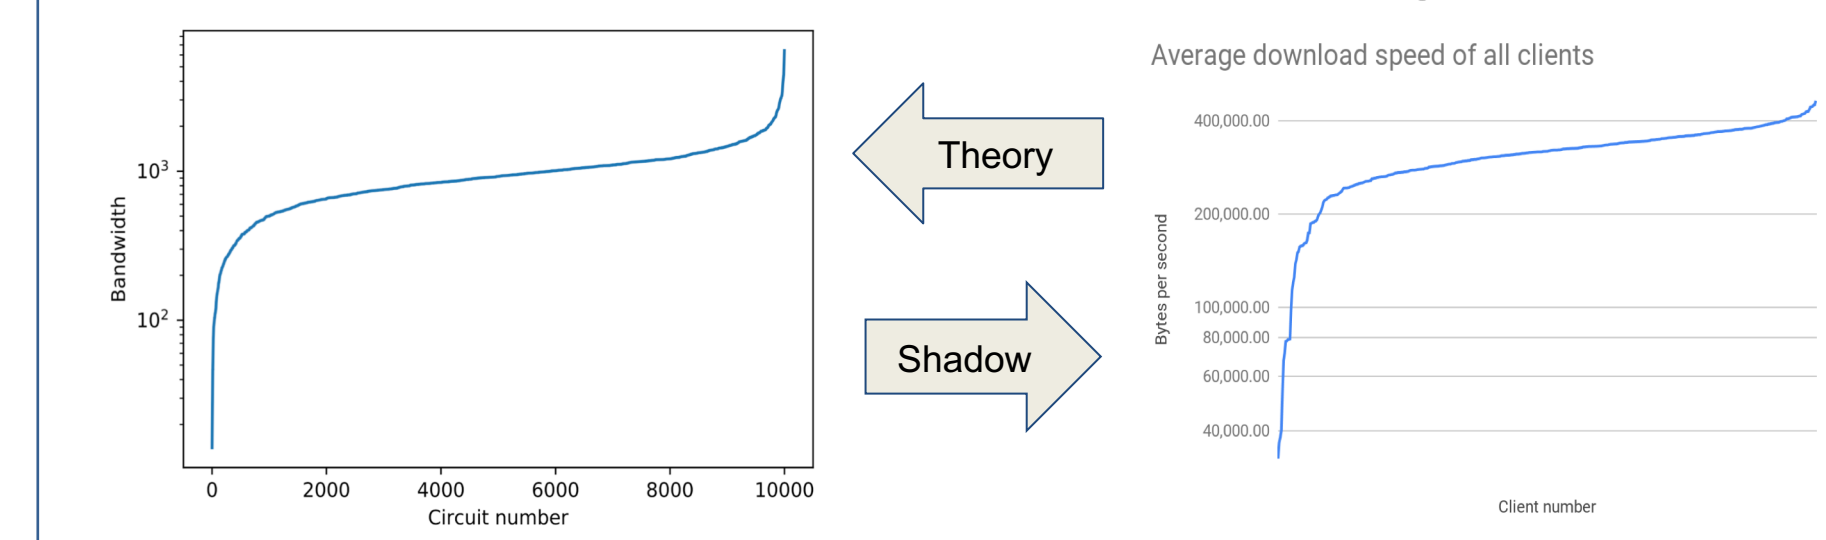 10³
10²
Bandwidth
0 2000 4000 6000 8000 10000
Circuit number
Theory
Shadow
Average download speed of all clients
400,000.00
200,000.00
100,000.00
80,000.00
60,000.00
40,000.00
Bytes per second
Client number